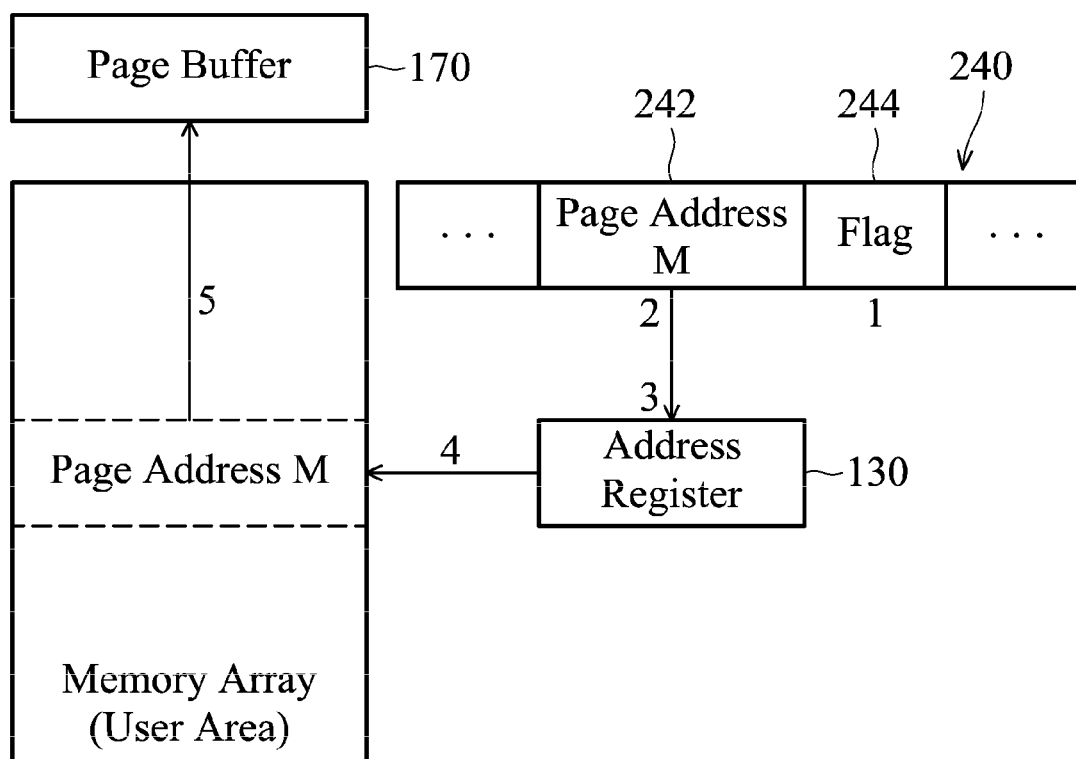 Page Buffer
170
242
244
240
. . .
Page Address
M
Flag
. . .
5
2
1
3
Page Address M
4
Address
Register
130
Memory Array
(User Area)